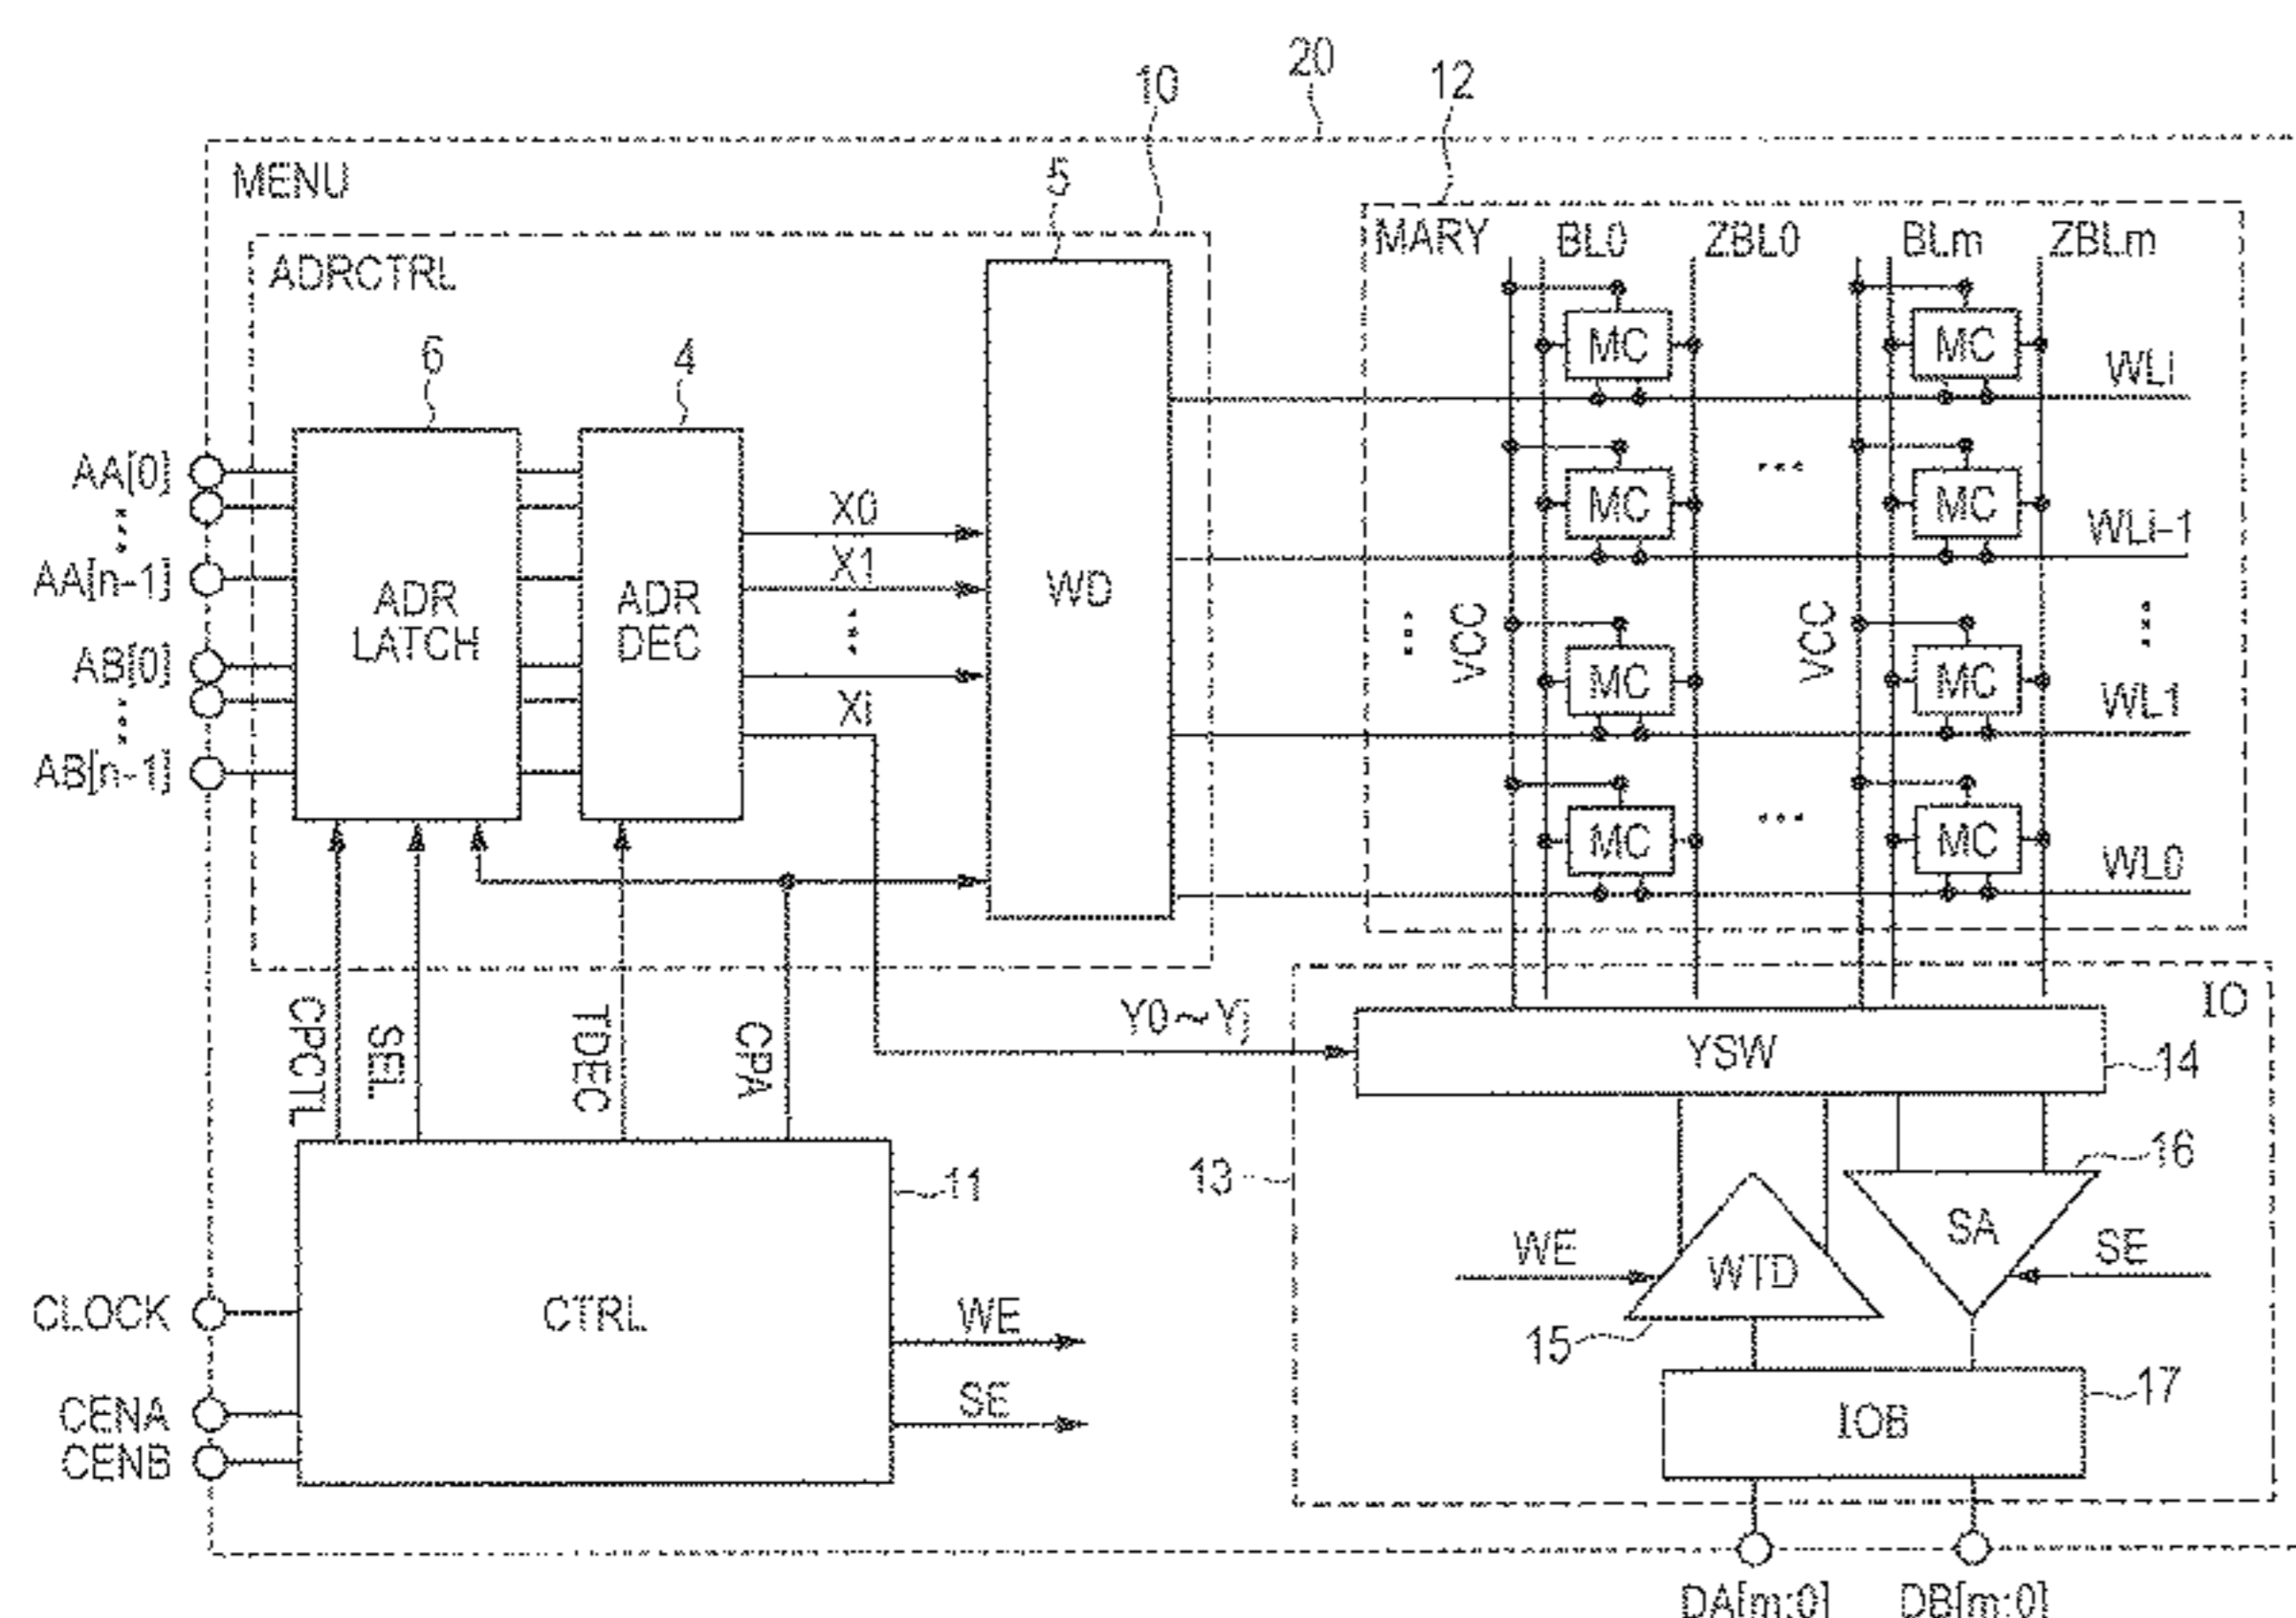 20
12
10
MENU
5
MARY
BL0
ZBL0
BLm
ZBLm
ADRCTRL
6
4
MC
MC
WLi
AA[0]
X0
MC
MC
WLi-1
AA[n-1]
X1
ADR
LATCH
ADR
DEC
WD
VCC
VCC
AB[0]
MC
MC
WL1
Xi
AB[n-1]
MC
MC
WL0
CPCTL
SEL
TDEC
CPA
Y0~Yj
IO
YSW
14
11
13
16
WE
WTD
SA
SE
CLOCK
CTRL
WE
15
CENA
SE
17
CENB
IOB
DA[m:0]
DB[m:0]